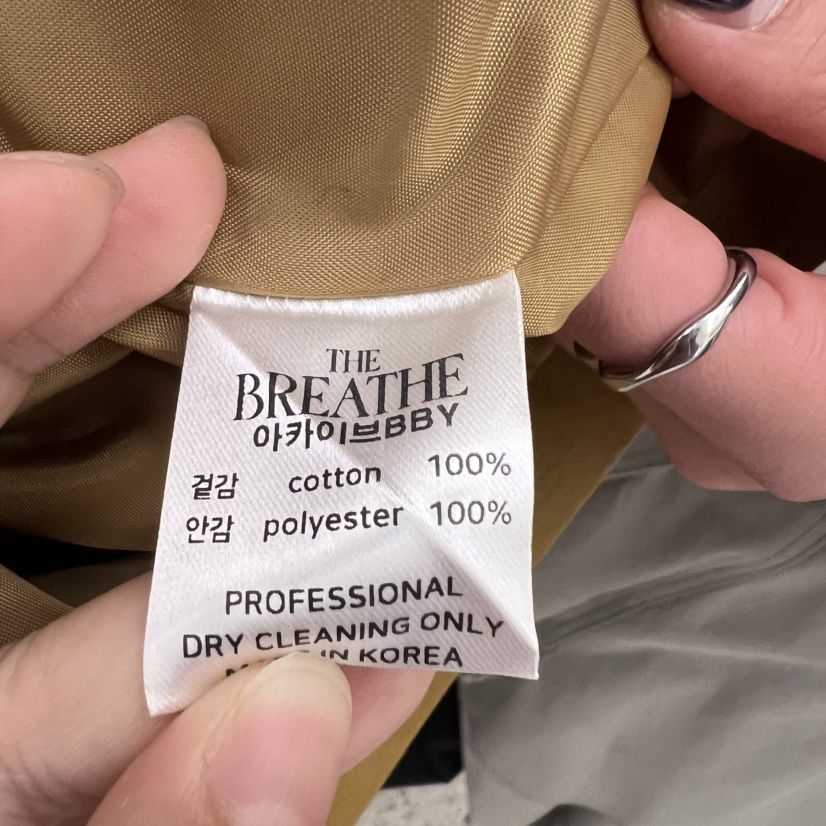 THE
BREATHE
아카이브BBY
겉감 cotton 100%
안감 polyester 100%
PROFESSIONAL
DRY CLEANING ONLY
IN KOREA